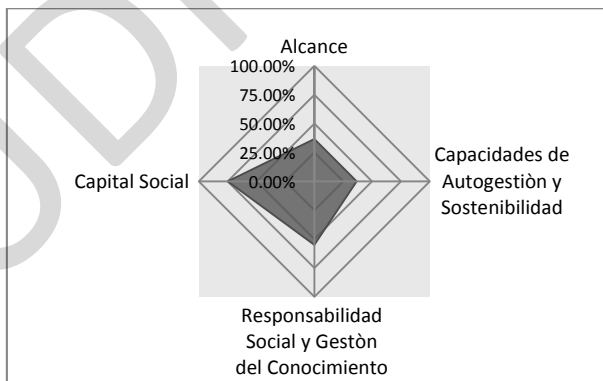 Alcance
100.00%
75.00%
50.00%
25.00%
0.00%
Capital Social
Capacidades de
Autogestiòn y
Sostenibilidad
Responsabilidad
Social y Gestòn
del Conocimiento